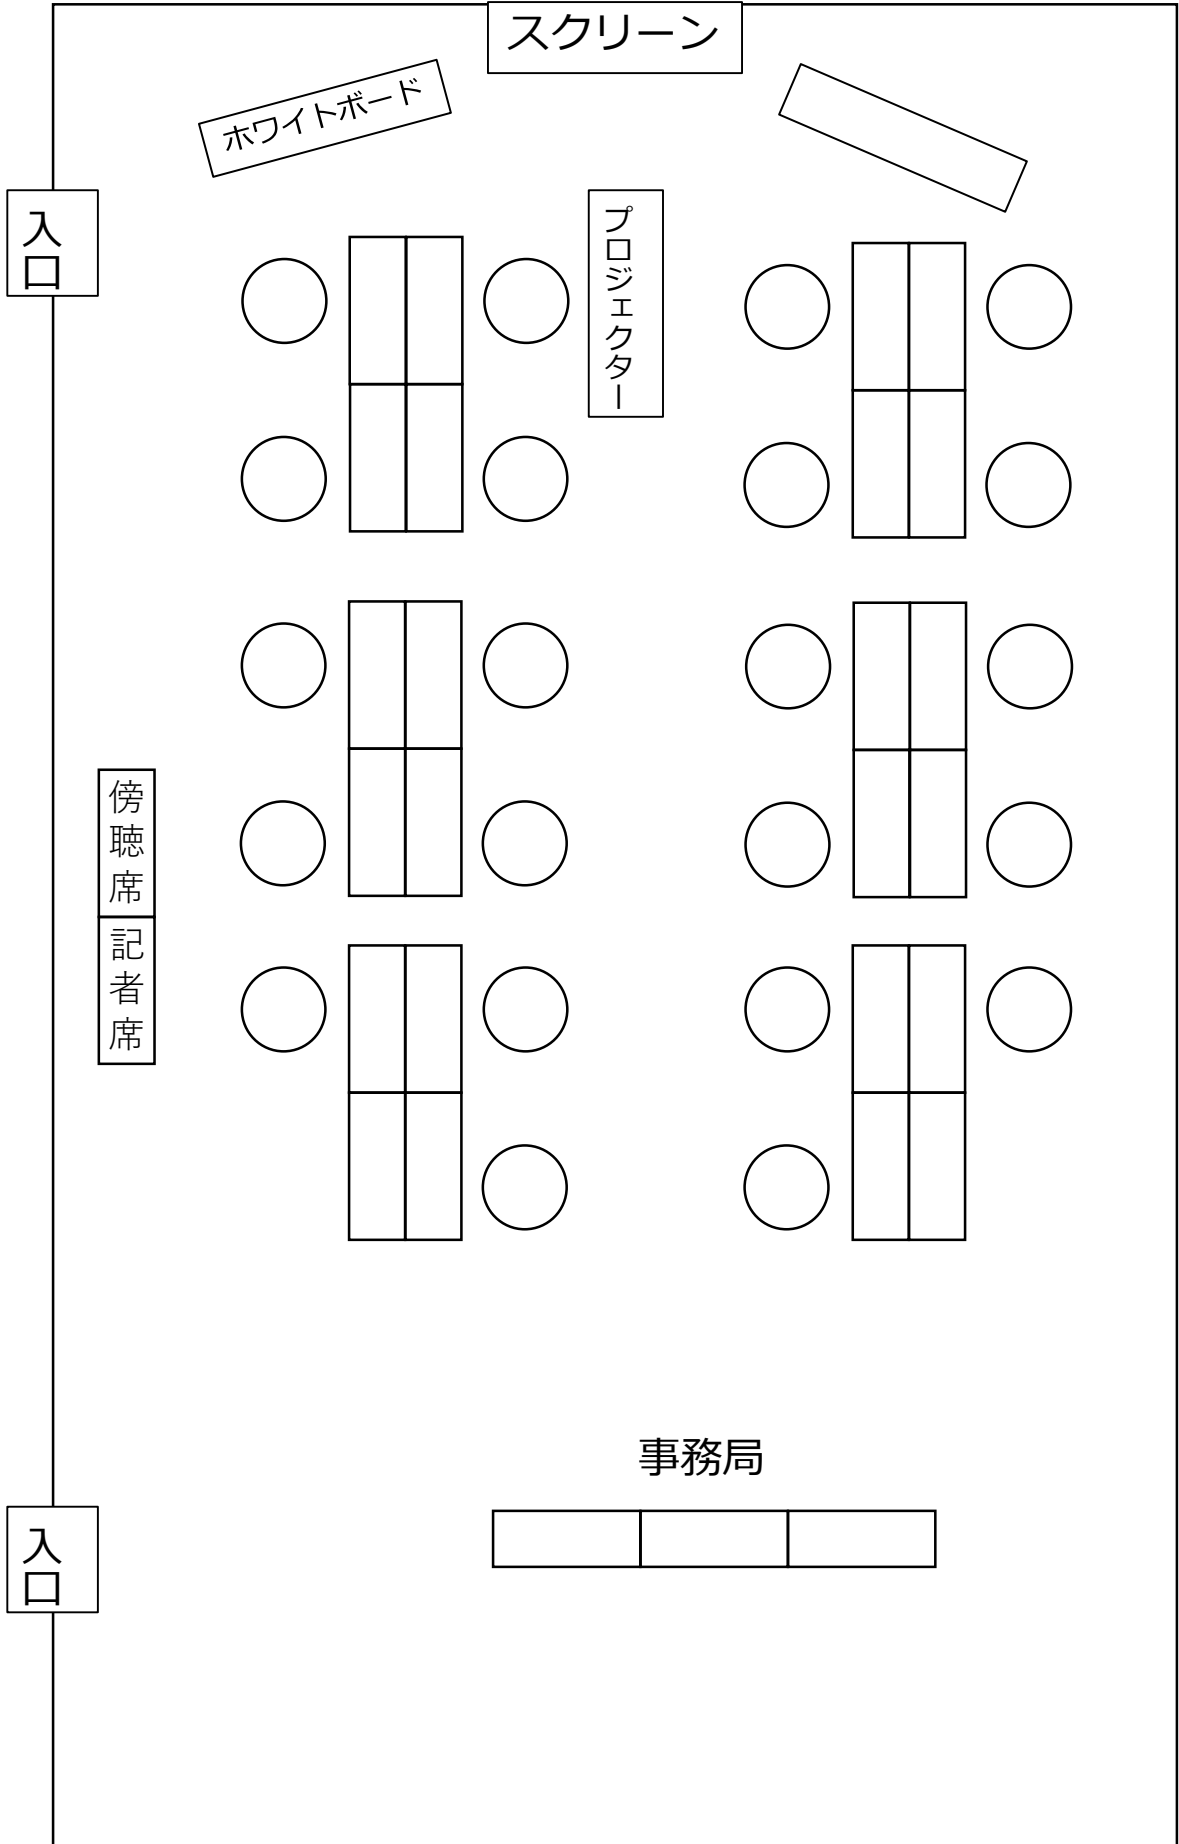 スクリーン
ホワイトボード
入口
プロジェクター
傍聴席
記者席
事務局
入口